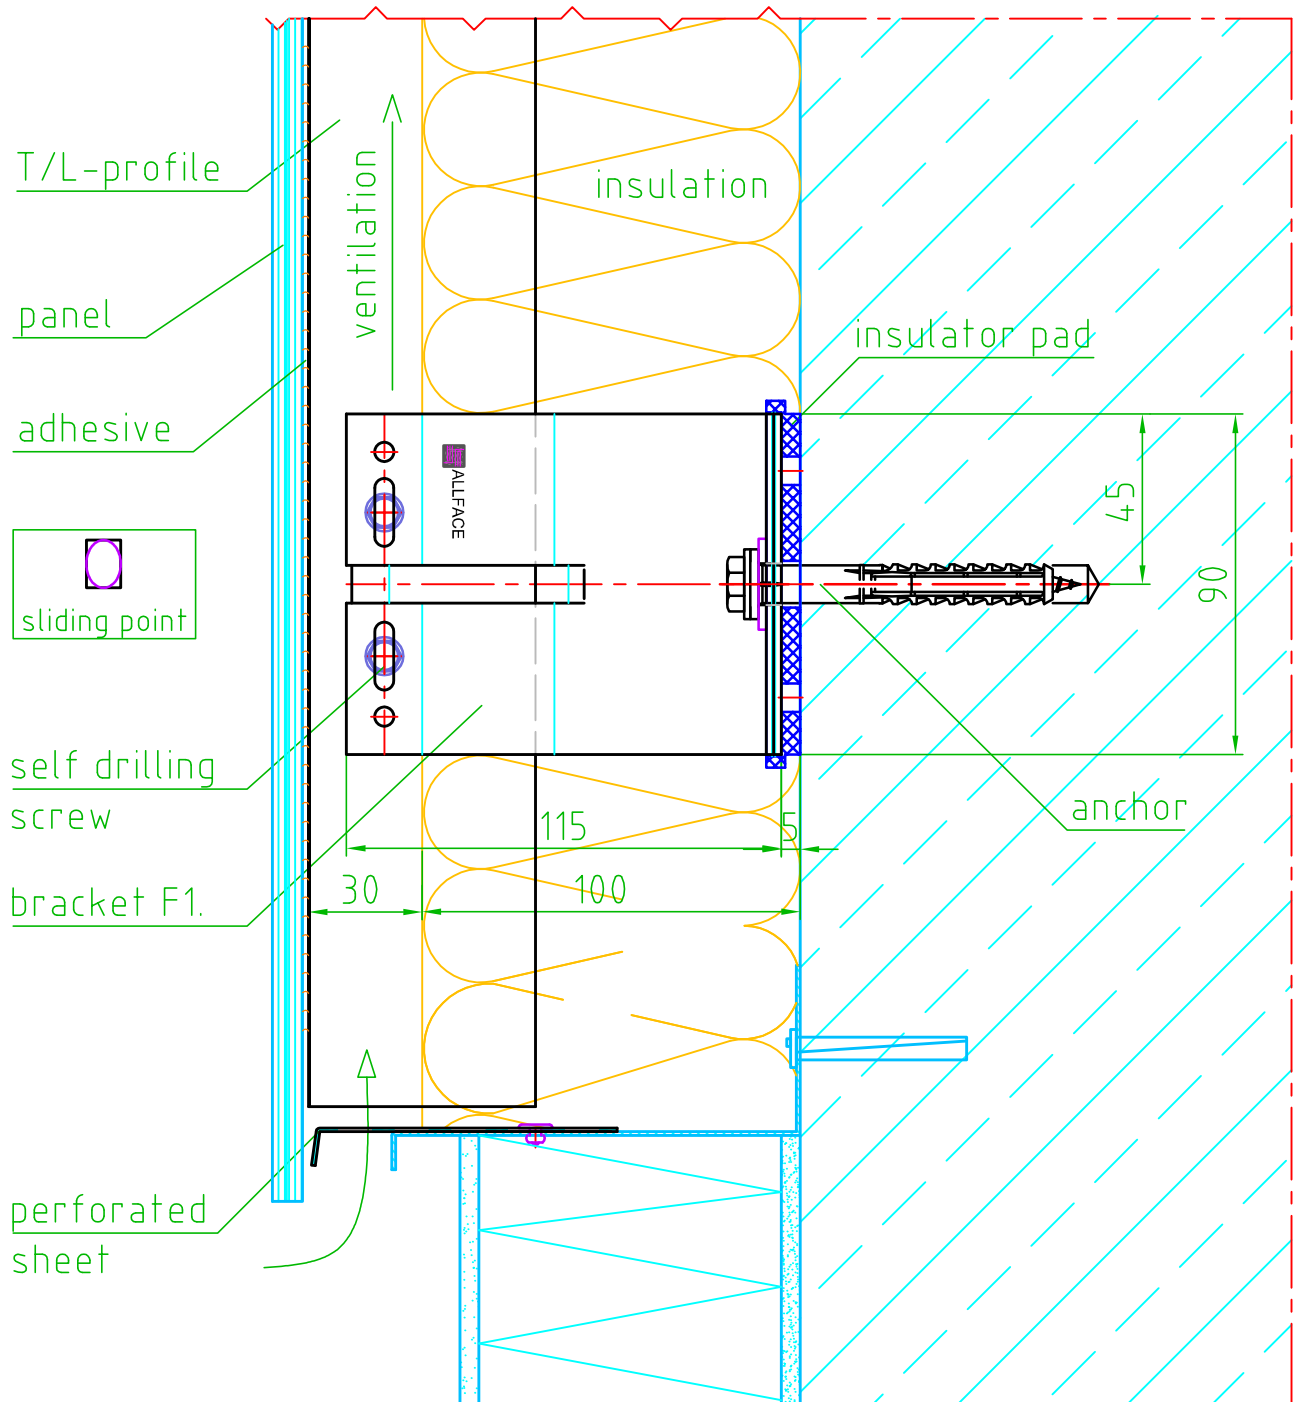 T/L-profile
ventilation
insulation
panel
insulator pad
adhesive
ALLFACE
45
90
sliding point
self drilling
screw
115
5
anchor
30
100
bracket F1.
perforated
sheet